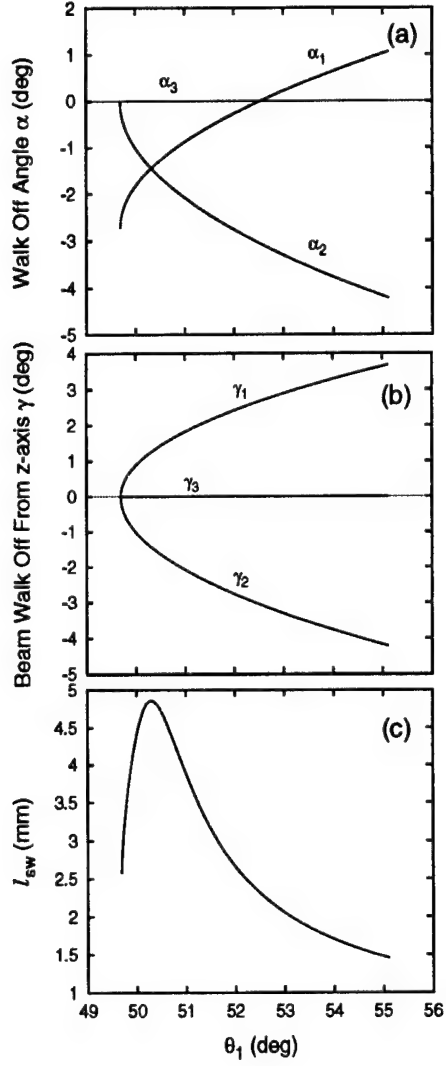 2
1
0
-1
-2
-3
-4
-5
Walk Off Angle α (deg)
(a)
α₁
α₃
α₂
4
3
2
1
0
-1
-2
-3
-4
-5
Beam Walk Off From z-axis γ (deg)
(b)
γ₁
γ₃
γ₂
5
4.5
4
3.5
3
2.5
2
1.5
1
l_sw (mm)
(c)
49 50 51 52 53 54 55 56
θ₁ (deg)